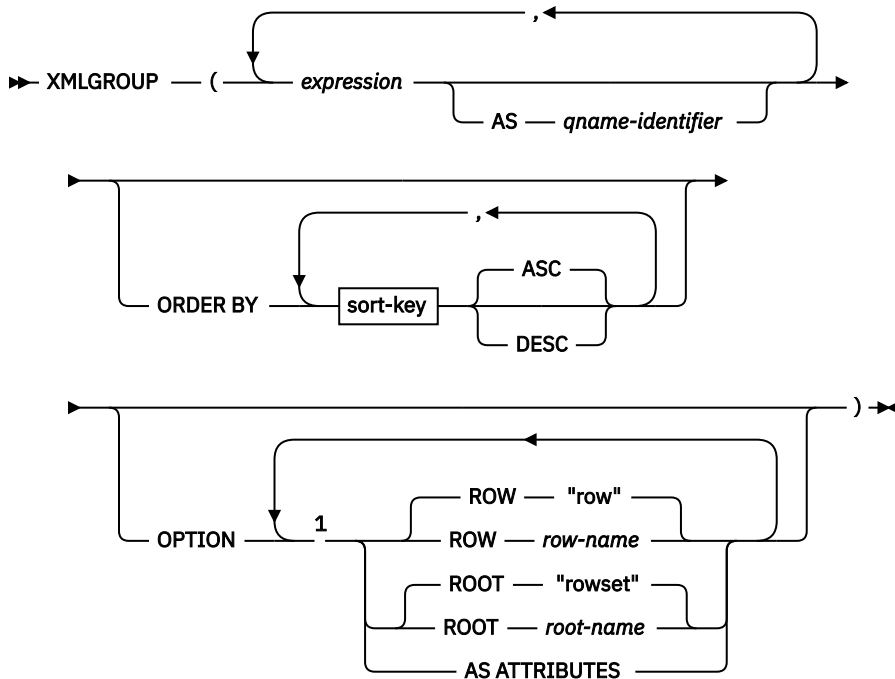 ,
XMLGROUP ( expression
AS qname-identifier
,
ASC
ORDER BY sort-key
DESC
ROW "row"
1
OPTION ROW row-name
ROOT "rowset"
ROOT root-name
AS ATTRIBUTES
)